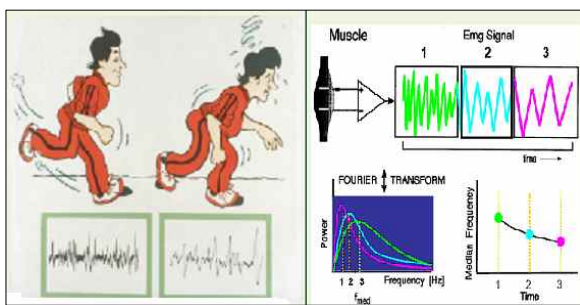 Muscle
Emg Signal
1 2 3
time
FOURIER TRANSFORM
Power
Median Frequency
1 2 3
Frequency [Hz]
fmed
1 2 3
Time